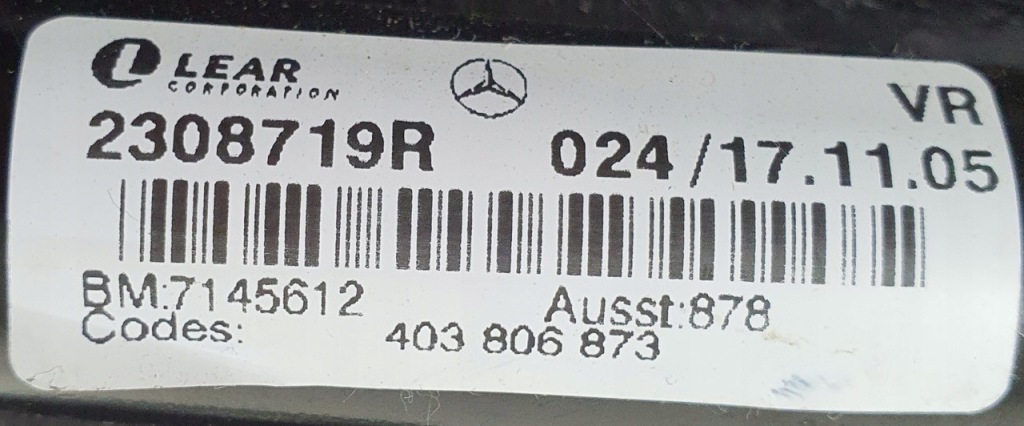 LEAR
CORPORATION
VR
2308719R 024/17.11.05
BM:7145612 Ausst:878
Codes: 403 806 873